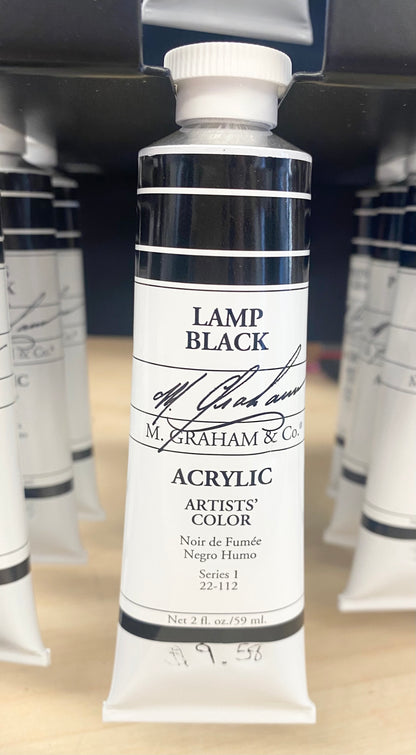 LAMP
BLACK
M. Graham
M. GRAHAM & Co.®
ACRYLIC
ARTISTS'
COLOR
Noir de Fumée
Negro Humo
Series 1
22-112
Net 2 fl. oz./59 ml.